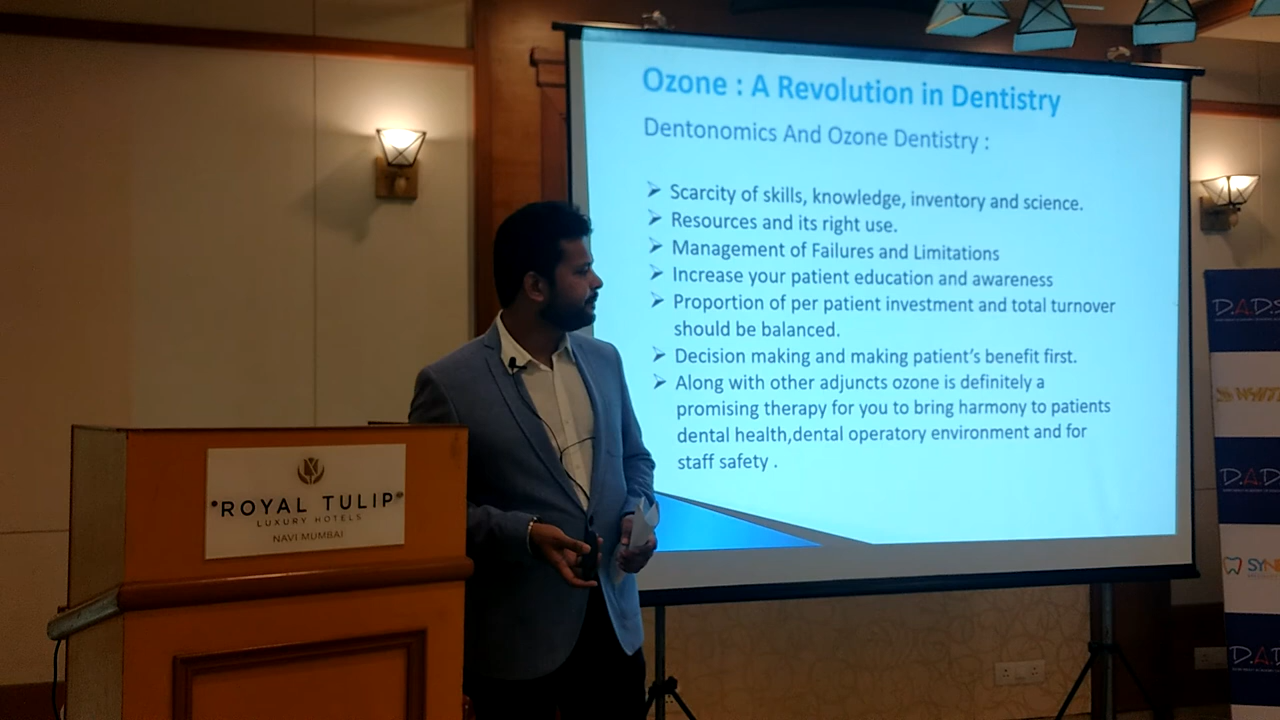 Ozone : A Revolution in Dentistry
Dentonomics And Ozone Dentistry :
➢ Scarcity of skills, knowledge, inventory and science.
➢ Resources and its right use.
➢ Management of Failures and Limitations
➢ Increase your patient education and awareness
➢ Proportion of per patient investment and total turnover
should be balanced.
➢ Decision making and making patient's benefit first.
➢ Along with other adjuncts ozone is definitely a
promising therapy for you to bring harmony to patients
dental health,dental operatory environment and for
staff safety .
ROYAL TULIP
LUXURY HOTELS
NAVI MUMBAI